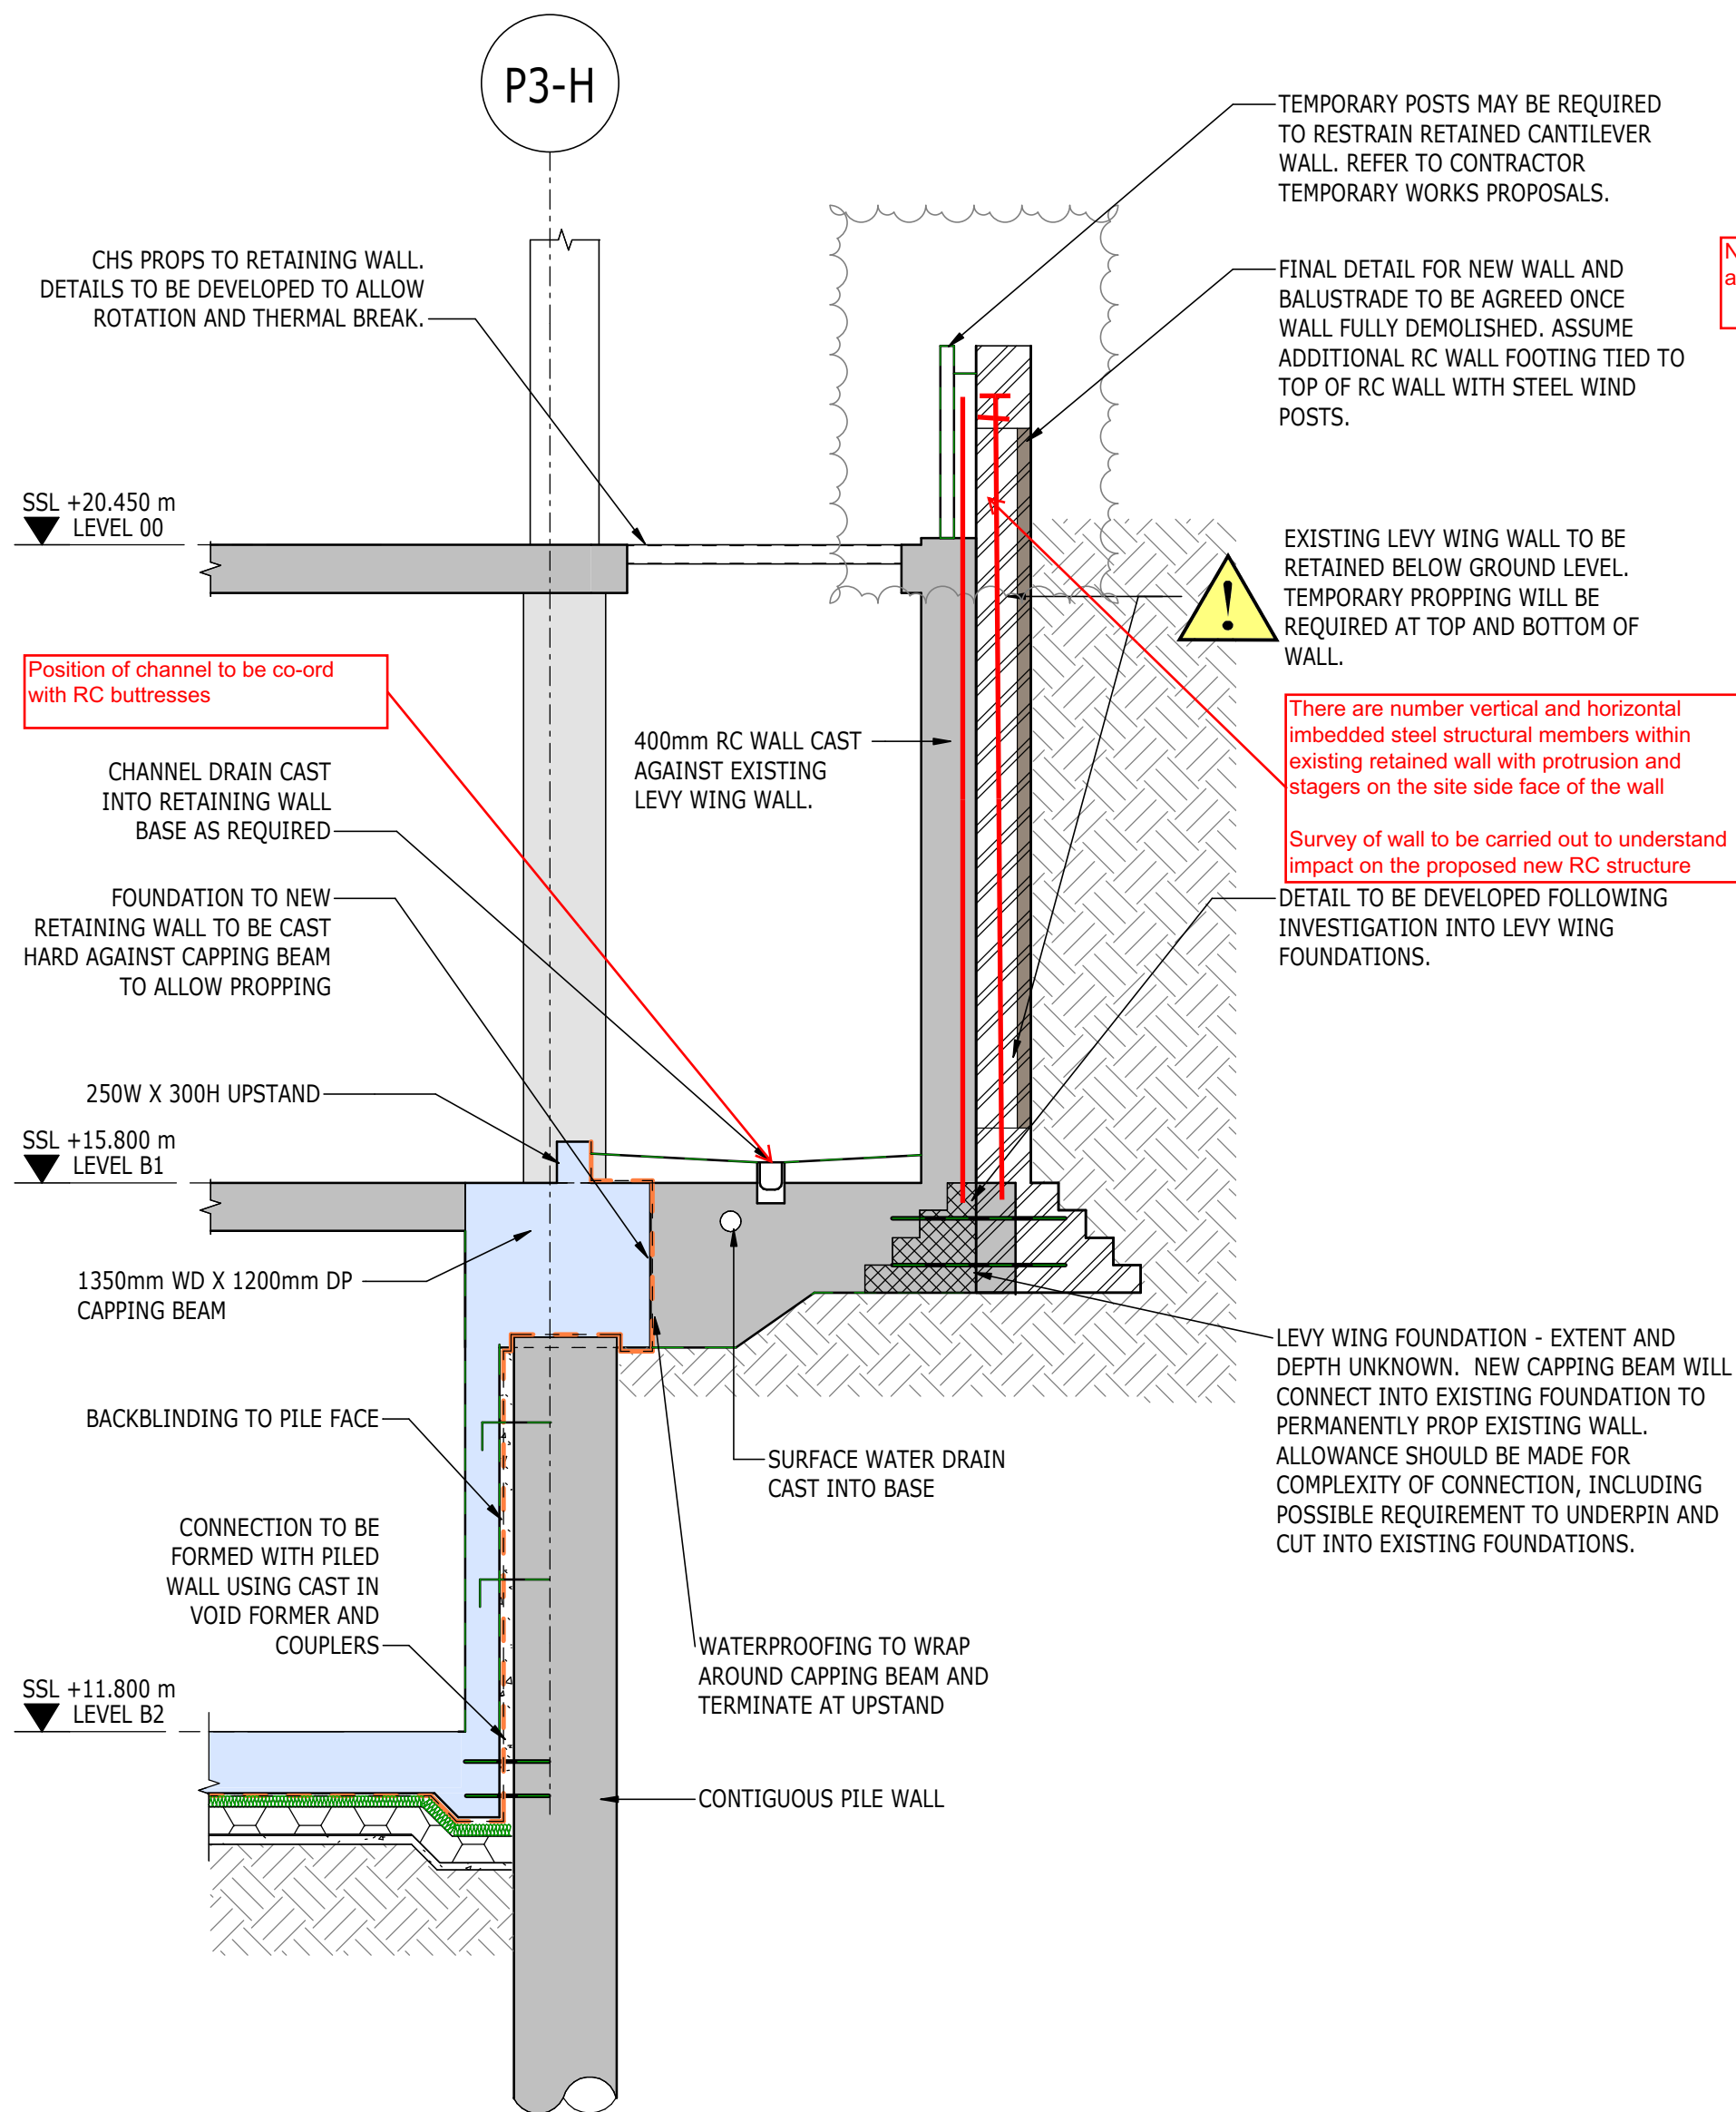 P3-H
TEMPORARY POSTS MAY BE REQUIRED
TO RESTRAIN RETAINED CANTILEVER
WALL. REFER TO CONTRACTOR
TEMPORARY WORKS PROPOSALS.
CHS PROPS TO RETAINING WALL.
DETAILS TO BE DEVELOPED TO ALLOW
ROTATION AND THERMAL BREAK.
FINAL DETAIL FOR NEW WALL AND
BALUSTRADE TO BE AGREED ONCE
WALL FULLY DEMOLISHED. ASSUME
ADDITIONAL RC WALL FOOTING TIED TO
TOP OF RC WALL WITH STEEL WIND
POSTS.
SSL +20.450 m
LEVEL 00
EXISTING LEVY WING WALL TO BE
RETAINED BELOW GROUND LEVEL.
TEMPORARY PROPPING WILL BE
REQUIRED AT TOP AND BOTTOM OF
WALL.
!
Position of channel to be co-ord
with RC buttresses
There are number vertical and horizontal
imbedded steel structural members within
existing retained wall with protrusion and
stagers on the site side face of the wall
Survey of wall to be carried out to understand
impact on the proposed new RC structure
400mm RC WALL CAST
AGAINST EXISTING
LEVY WING WALL.
CHANNEL DRAIN CAST
INTO RETAINING WALL
BASE AS REQUIRED
FOUNDATION TO NEW
RETAINING WALL TO BE CAST
HARD AGAINST CAPPING BEAM
TO ALLOW PROPPING
DETAIL TO BE DEVELOPED FOLLOWING
INVESTIGATION INTO LEVY WING
FOUNDATIONS.
250W X 300H UPSTAND
SSL +15.800 m
LEVEL B1
1350mm WD X 1200mm DP
CAPPING BEAM
LEVY WING FOUNDATION - EXTENT AND
DEPTH UNKNOWN. NEW CAPPING BEAM WILL
CONNECT INTO EXISTING FOUNDATION TO
PERMANENTLY PROP EXISTING WALL.
ALLOWANCE SHOULD BE MADE FOR
COMPLEXITY OF CONNECTION, INCLUDING
POSSIBLE REQUIREMENT TO UNDERPIN AND
CUT INTO EXISTING FOUNDATIONS.
BACKBLINDING TO PILE FACE
SURFACE WATER DRAIN
CAST INTO BASE
CONNECTION TO BE
FORMED WITH PILED
WALL USING CAST IN
VOID FORMER AND
COUPLERS
WATERPROOFING TO WRAP
AROUND CAPPING BEAM AND
TERMINATE AT UPSTAND
SSL +11.800 m
LEVEL B2
CONTIGUOUS PILE WALL